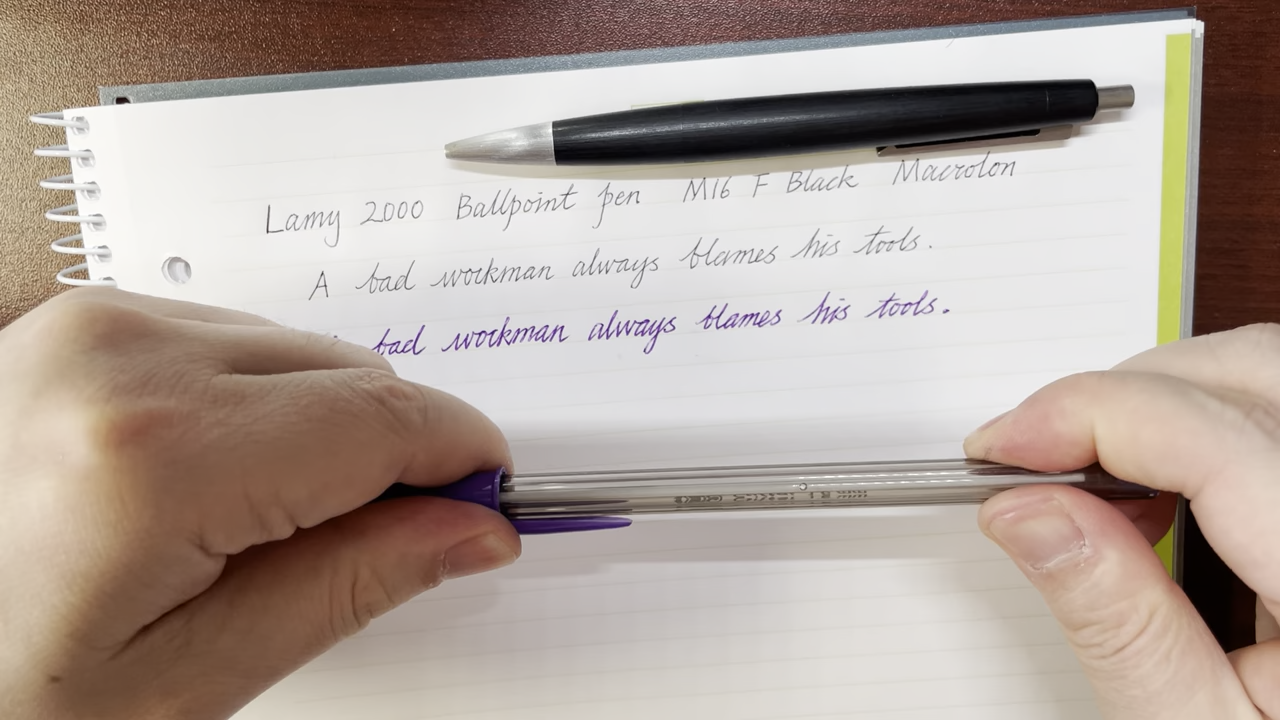 Lamy 2000 Ballpoint pen M16 F Black Macrolon
A bad workman always blames his tools.
bad workman always blames his tools.